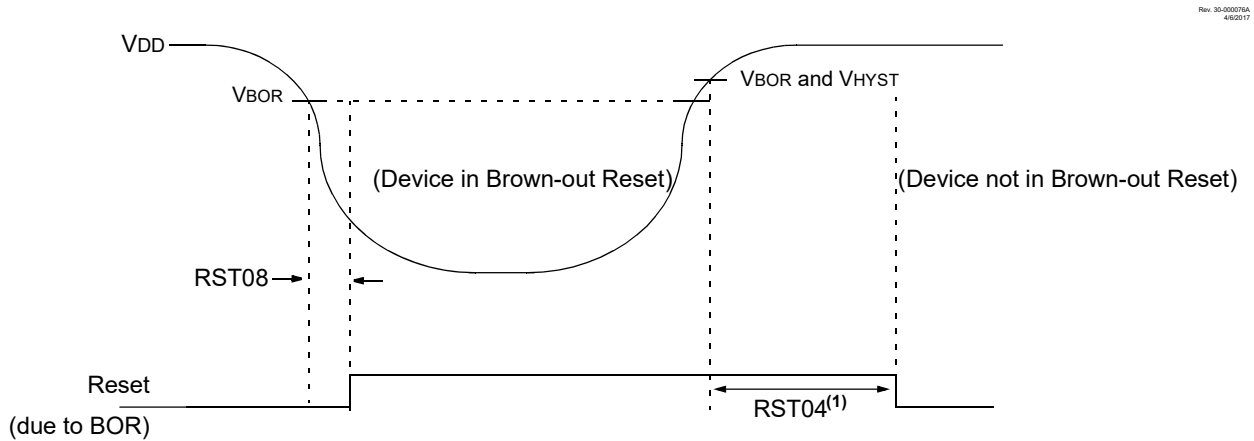 Rev. 30-000076A
4/6/2017
VDD
VBOR
VBOR and VHYST
(Device in Brown-out Reset)
(Device not in Brown-out Reset)
RST08
Reset
(due to BOR)
RST04(1)